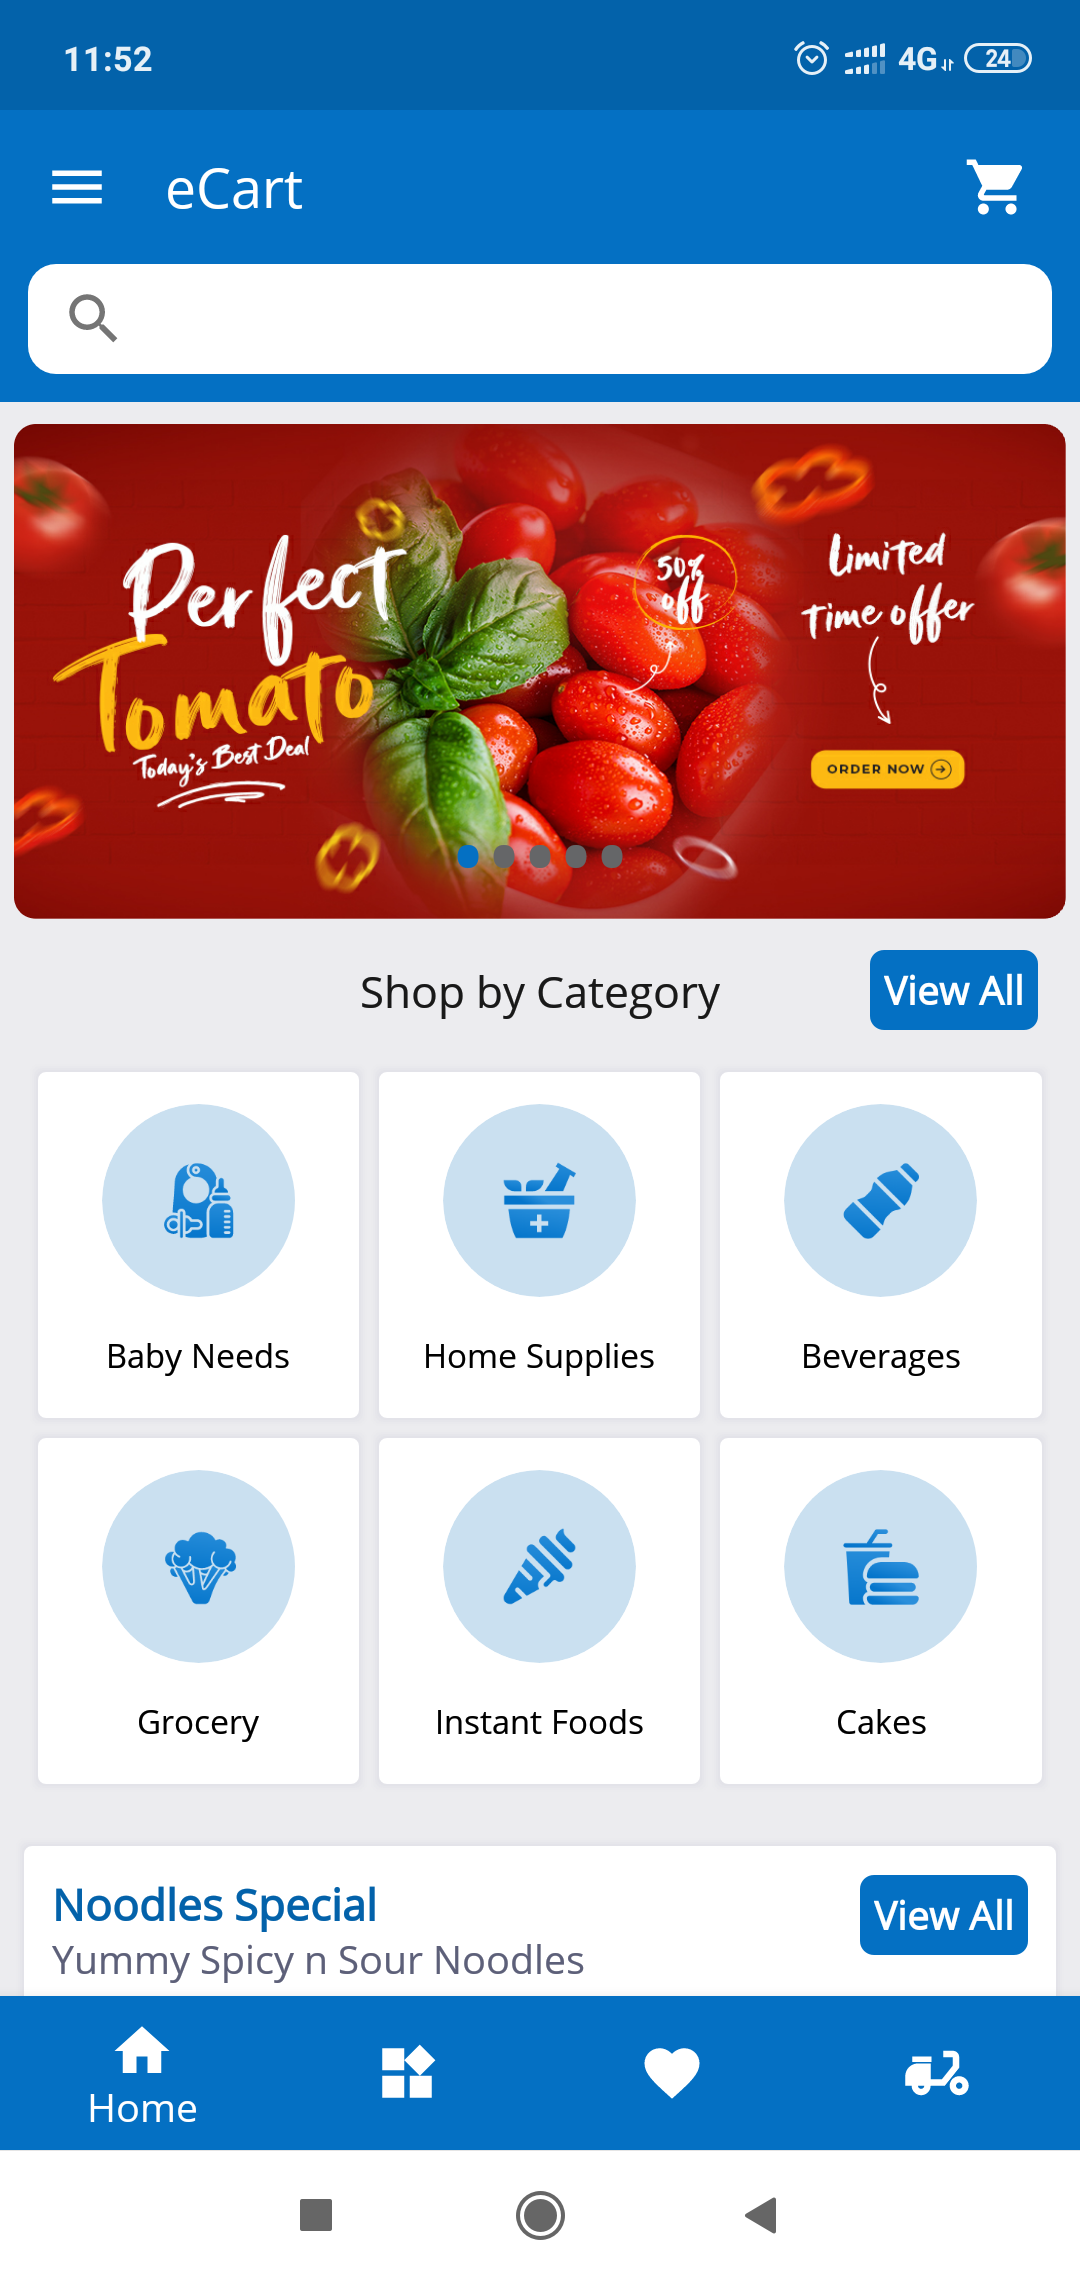 11:52
4G
24
eCart
Perfect
Tomato
Today's Best Deal
50%
off
Limited
Time offer
ORDER NOW
Shop by Category
View All
Baby Needs
Home Supplies
Beverages
Grocery
Instant Foods
Cakes
Noodles Special
View All
Yummy Spicy n Sour Noodles
Home